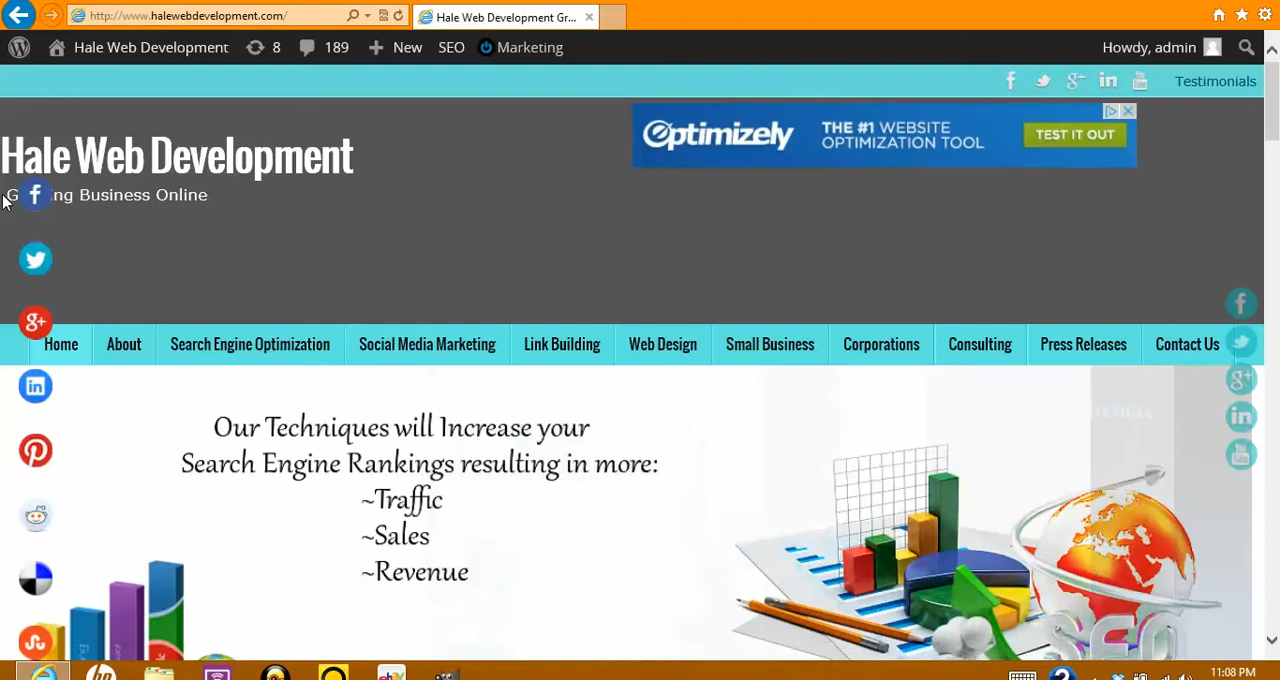 http://www.halewebdevelopment.com/
Hale Web Development Gr...
Hale Web Development
8
189
New
SEO
Marketing
Howdy, admin
Testimonials
Hale Web Development
G ing Business Online
optimizely
THE #1 WEBSITE
OPTIMIZATION TOOL
TEST IT OUT
Home
About
Search Engine Optimization
Social Media Marketing
Link Building
Web Design
Small Business
Corporations
Consulting
Press Releases
Contact Us
Our Techniques will Increase your
Search Engine Rankings resulting in more:
~Traffic
~Sales
~Revenue
SEO
11:08 PM